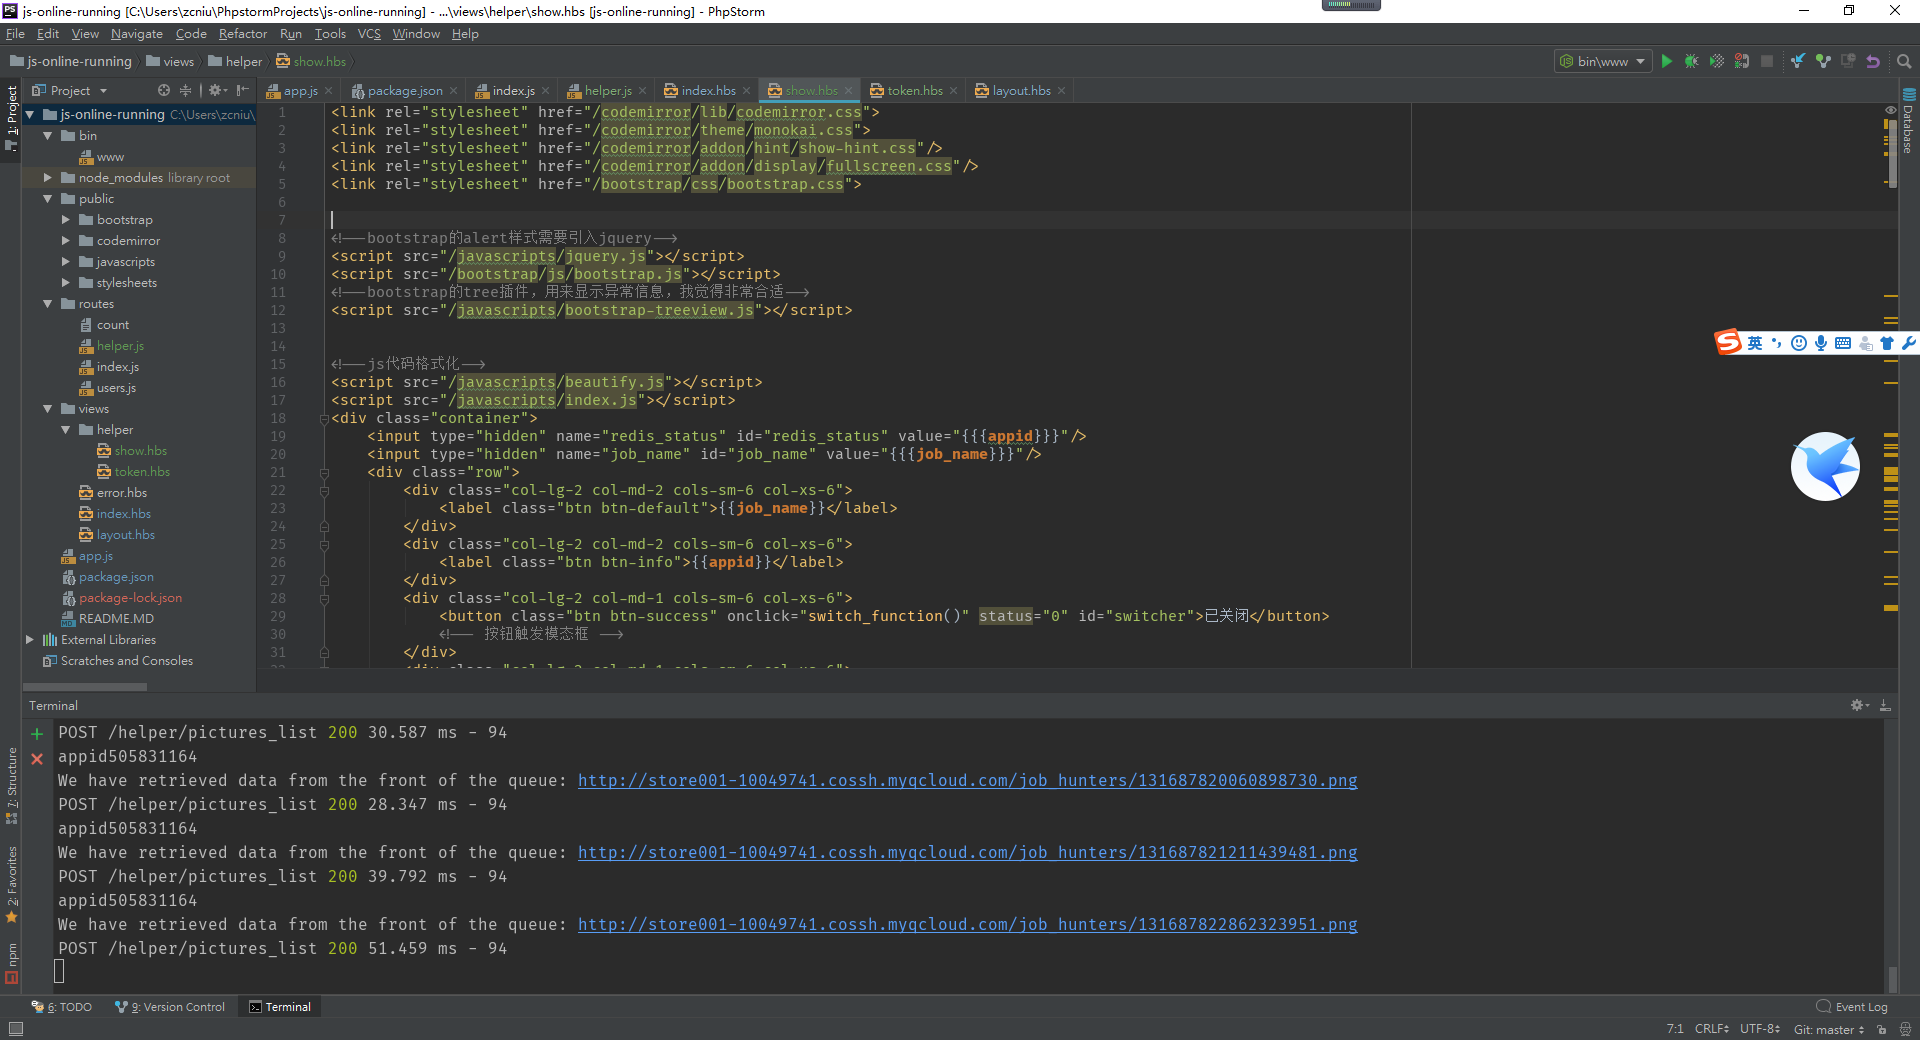 js-online-running [C:\Users\zcniu\PhpstormProjects\js-online-running] - ...\views\helper\show.hbs [js-online-running] - PhpStorm
File Edit View Navigate Code Refactor Run Tools VCS Window Help
js-online-running views helper show.hbs bin\www
Project
app.js package.json index.js helper.js index.hbs show.hbs token.hbs layout.hbs
1: Project
Database
js-online-running C:\Users\zcniu\
bin
www
node_modules library root
public
bootstrap
codemirror
javascripts
stylesheets
routes
count
helper.js
index.js
users.js
views
helper
show.hbs
token.hbs
error.hbs
index.hbs
layout.hbs
app.js
package.json
package-lock.json
README.MD
External Libraries
Scratches and Consoles
1 <link rel="stylesheet" href="/codemirror/lib/codemirror.css">
2 <link rel="stylesheet" href="/codemirror/theme/monokai.css">
3 <link rel="stylesheet" href="/codemirror/addon/hint/show-hint.css"/>
4 <link rel="stylesheet" href="/codemirror/addon/display/fullscreen.css"/>
5 <link rel="stylesheet" href="/bootstrap/css/bootstrap.css">
6
7
8 <!--bootstrap的alert样式需要引入jquery-->
9 <script src="/javascripts/jquery.js"></script>
10 <script src="/bootstrap/js/bootstrap.js"></script>
11 <!--bootstrap的tree插件，用来显示异常信息，我觉得非常合适-->
12 <script src="/javascripts/bootstrap-treeview.js"></script>
13
14
15 <!--js代码格式化-->
16 <script src="/javascripts/beautify.js"></script>
17 <script src="/javascripts/index.js"></script>
18 <div class="container">
19 <input type="hidden" name="redis_status" id="redis_status" value="{{{appid}}}"/>
20 <input type="hidden" name="job_name" id="job_name" value="{{{job_name}}}"/>
21 <div class="row">
22 <div class="col-lg-2 col-md-2 cols-sm-6 col-xs-6">
23 <label class="btn btn-default">{{job_name}}</label>
24 </div>
25 <div class="col-lg-2 col-md-2 cols-sm-6 col-xs-6">
26 <label class="btn btn-info">{{appid}}</label>
27 </div>
28 <div class="col-lg-2 col-md-1 cols-sm-6 col-xs-6">
29 <button class="btn btn-success" onclick="switch_function()" status="0" id="switcher">已关闭</button>
30 <!-- 按钮触发模态框 -->
31 </div>
英
Terminal
POST /helper/pictures_list 200 30.587 ms - 94
appid505831164
We have retrieved data from the front of the queue: http://store001-10049741.cossh.myqcloud.com/job_hunters/131687820060898730.png
POST /helper/pictures_list 200 28.347 ms - 94
appid505831164
We have retrieved data from the front of the queue: http://store001-10049741.cossh.myqcloud.com/job_hunters/131687821211439481.png
POST /helper/pictures_list 200 39.792 ms - 94
appid505831164
We have retrieved data from the front of the queue: http://store001-10049741.cossh.myqcloud.com/job_hunters/131687822862323951.png
POST /helper/pictures_list 200 51.459 ms - 94
7: Structure
2: Favorites
npm
6: TODO 9: Version Control Terminal Event Log
7:1 CRLF UTF-8 Git: master